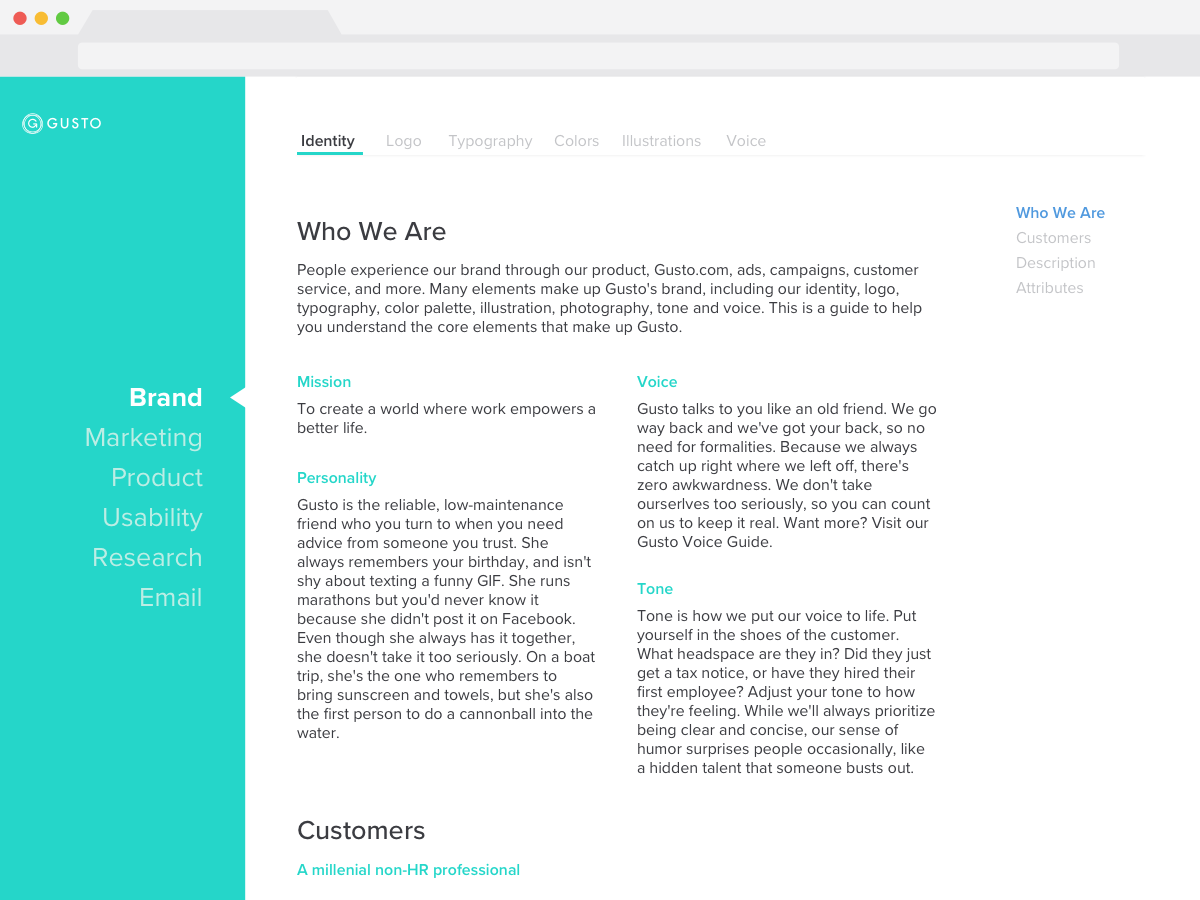 GUSTO
Brand
Marketing
Product
Usability
Research
Email
Identity Logo Typography Colors Illustrations Voice
Who We Are
Customers
Description
Attributes
Who We Are
People experience our brand through our product, Gusto.com, ads, campaigns, customer
service, and more. Many elements make up Gusto's brand, including our identity, logo,
typography, color palette, illustration, photography, tone and voice. This is a guide to help
you understand the core elements that make up Gusto.
Mission
To create a world where work empowers a
better life.
Personality
Gusto is the reliable, low-maintenance
friend who you turn to when you need
advice from someone you trust. She
always remembers your birthday, and isn't
shy about texting a funny GIF. She runs
marathons but you'd never know it
because she didn't post it on Facebook.
Even though she always has it together,
she doesn't take it too seriously. On a boat
trip, she's the one who remembers to
bring sunscreen and towels, but she's also
the first person to do a cannonball into the
water.
Voice
Gusto talks to you like an old friend. We go
way back and we've got your back, so no
need for formalities. Because we always
catch up right where we left off, there's
zero awkwardness. We don't take
ourserlves too seriously, so you can count
on us to keep it real. Want more? Visit our
Gusto Voice Guide.
Tone
Tone is how we put our voice to life. Put
yourself in the shoes of the customer.
What headspace are they in? Did they just
get a tax notice, or have they hired their
first employee? Adjust your tone to how
they're feeling. While we'll always prioritize
being clear and concise, our sense of
humor surprises people occasionally, like
a hidden talent that someone busts out.
Customers
A millenial non-HR professional